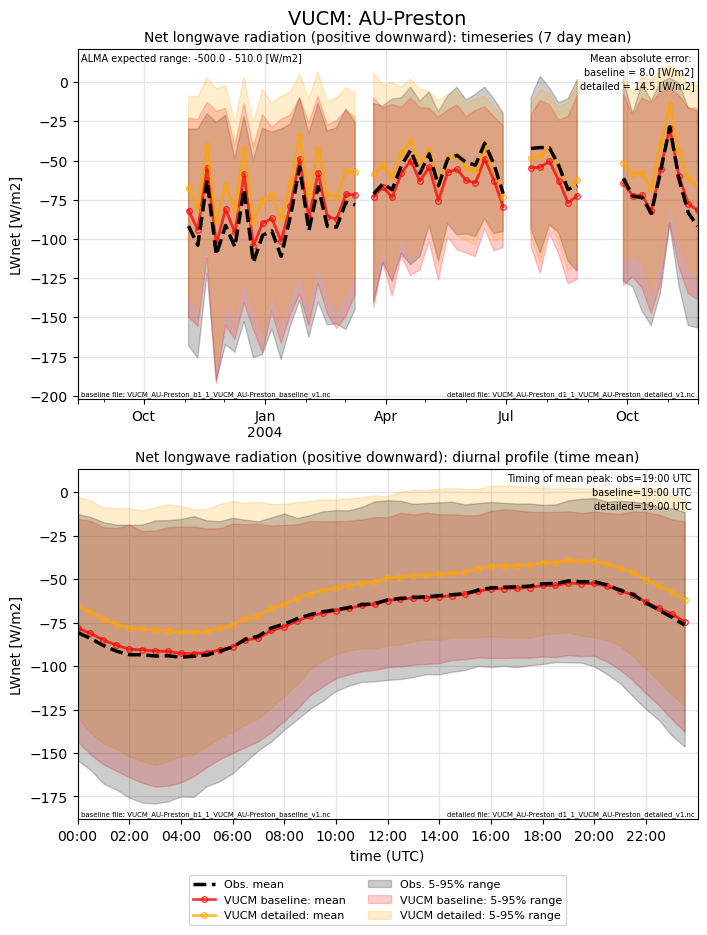 VUCM: AU-Preston
Net longwave radiation (positive downward): timeseries (7 day mean)
ALMA expected range: -500.0 - 510.0 [W/m2]
Mean absolute error:
baseline = 8.0 [W/m2]
detailed = 14.5 [W/m2]
LWnet [W/m2]
0
−25
−50
−75
−100
−125
−150
−175
−200
baseline file: VUCM_AU-Preston_b1_1_VUCM_AU-Preston_baseline_v1.nc
detailed file: VUCM_AU-Preston_d1_1_VUCM_AU-Preston_detailed_v1.nc
Oct Jan Apr Jul Oct
2004
Net longwave radiation (positive downward): diurnal profile (time mean)
Timing of mean peak: obs=19:00 UTC
baseline=19:00 UTC
detailed=19:00 UTC
LWnet [W/m2]
0
−25
−50
−75
−100
−125
−150
−175
baseline file: VUCM_AU-Preston_b1_1_VUCM_AU-Preston_baseline_v1.nc
detailed file: VUCM_AU-Preston_d1_1_VUCM_AU-Preston_detailed_v1.nc
00:00 02:00 04:00 06:00 08:00 10:00 12:00 14:00 16:00 18:00 20:00 22:00
time (UTC)
Obs. mean
VUCM baseline: mean
VUCM detailed: mean
Obs. 5-95% range
VUCM baseline: 5-95% range
VUCM detailed: 5-95% range